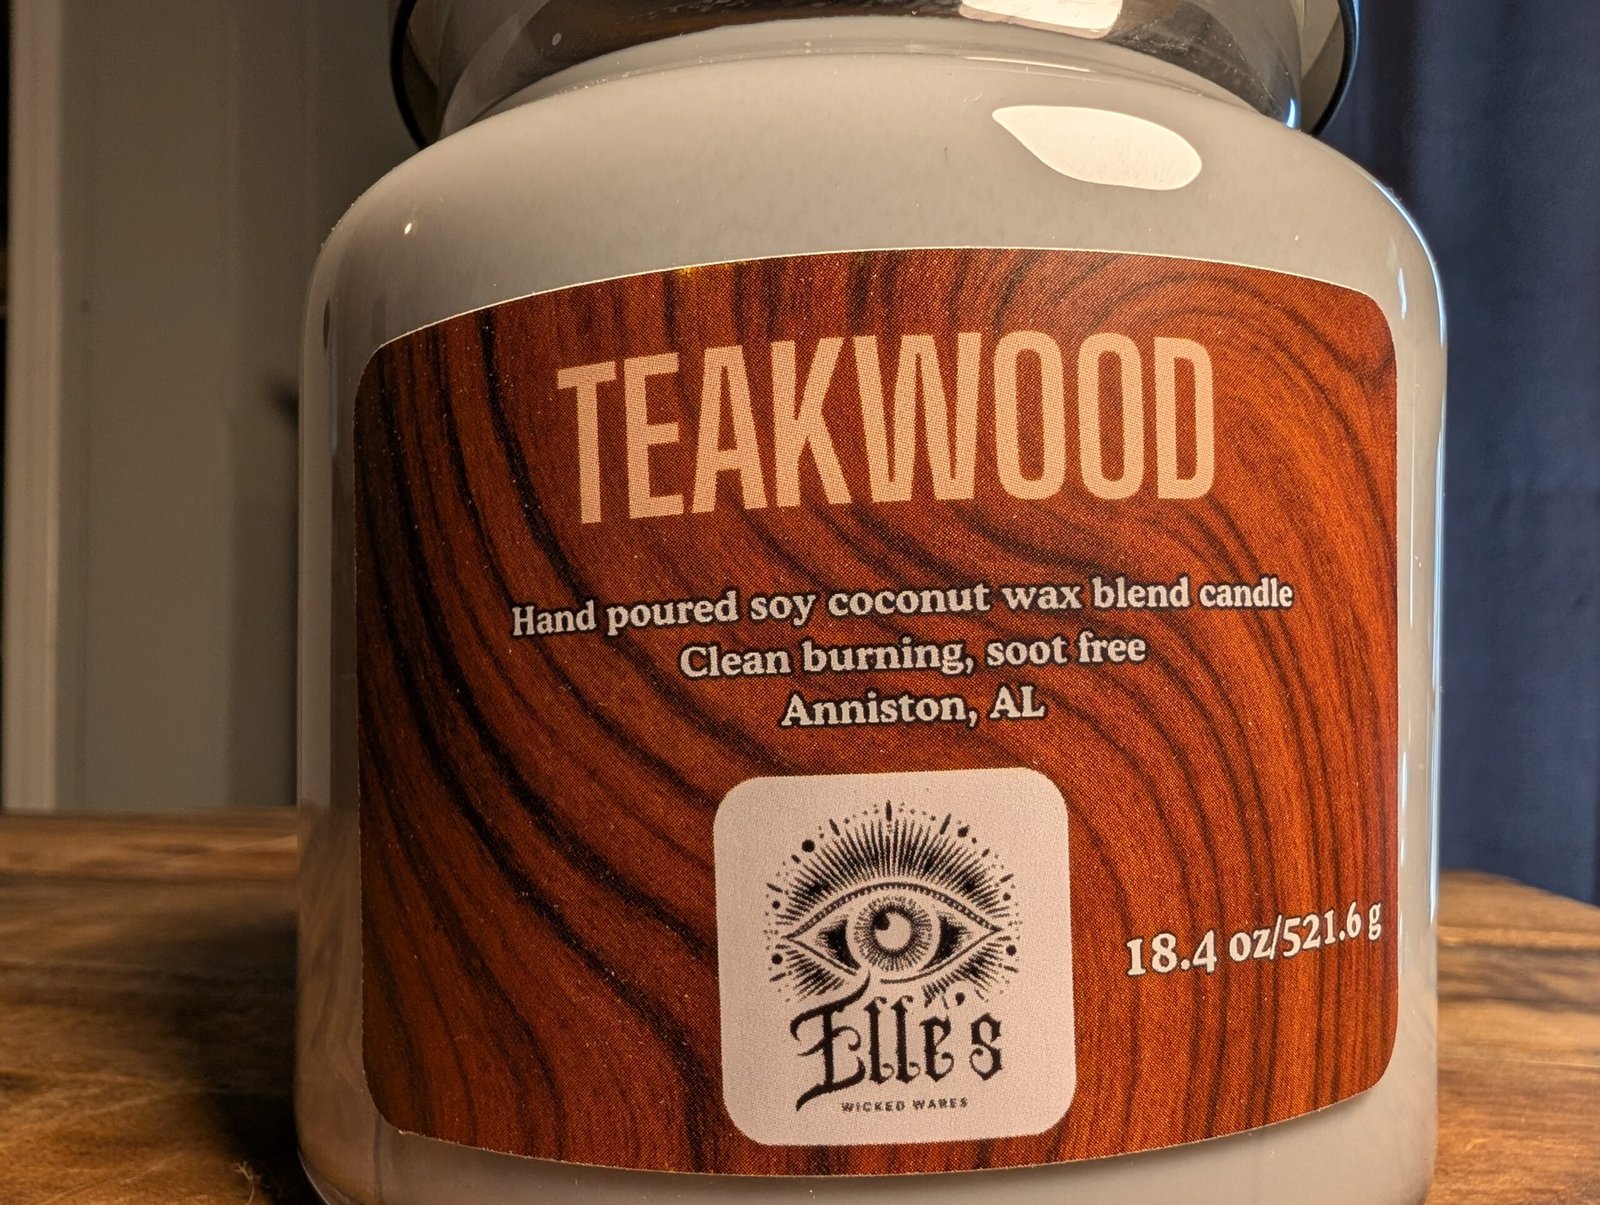 TEAKWOOD
Hand poured soy coconut wax blend candle
Clean burning, soot free
Anniston, AL
18.4 oz/521.6 g
Elle's
WICKED WARES